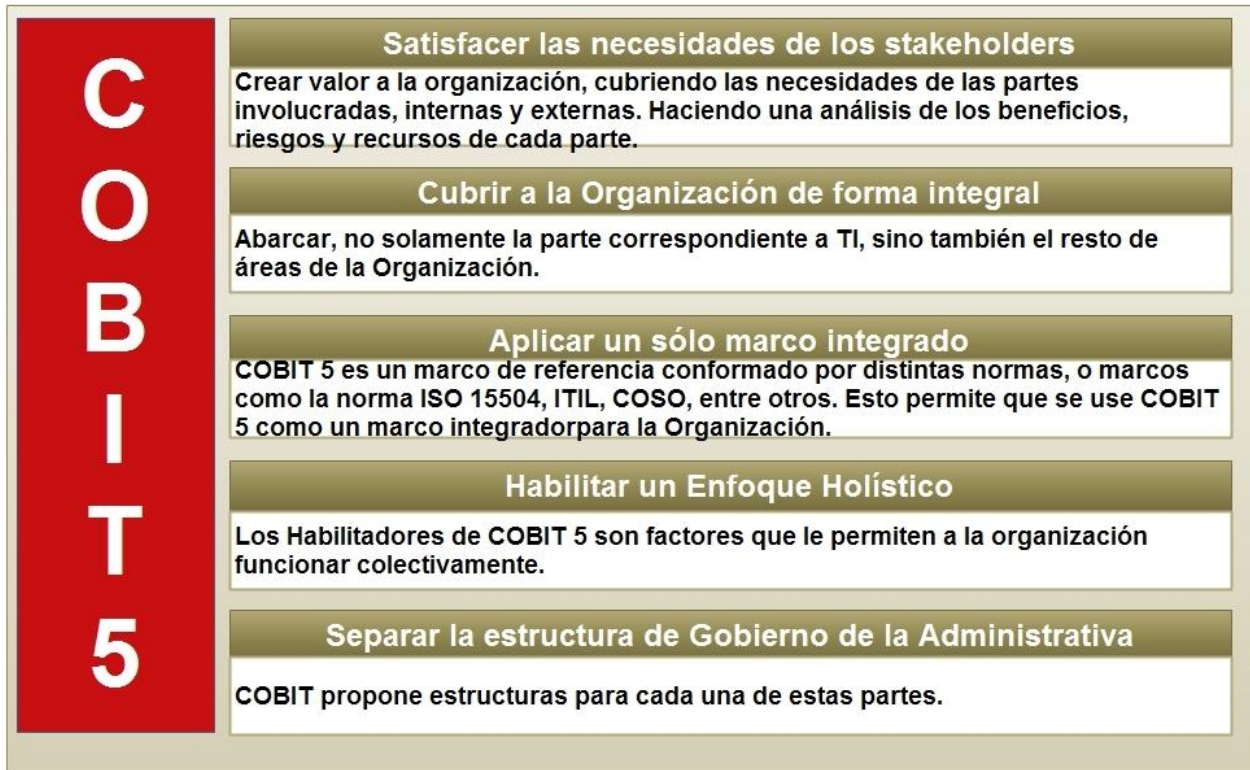 COBIT5
Satisfacer las necesidades de los stakeholders
Crear valor a la organización, cubriendo las necesidades de las partes
involucradas, internas y externas. Haciendo una análisis de los beneficios,
riesgos y recursos de cada parte.
Cubrir a la Organización de forma integral
Abarcar, no solamente la parte correspondiente a TI, sino también el resto de
áreas de la Organización.
Aplicar un sólo marco integrado
COBIT 5 es un marco de referencia conformado por distintas normas, o marcos
como la norma ISO 15504, ITIL, COSO, entre otros. Esto permite que se use COBIT
5 como un marco integradorpara la Organización.
Habilitar un Enfoque Holístico
Los Habilitadores de COBIT 5 son factores que le permiten a la organización
funcionar colectivamente.
Separar la estructura de Gobierno de la Administrativa
COBIT propone estructuras para cada una de estas partes.